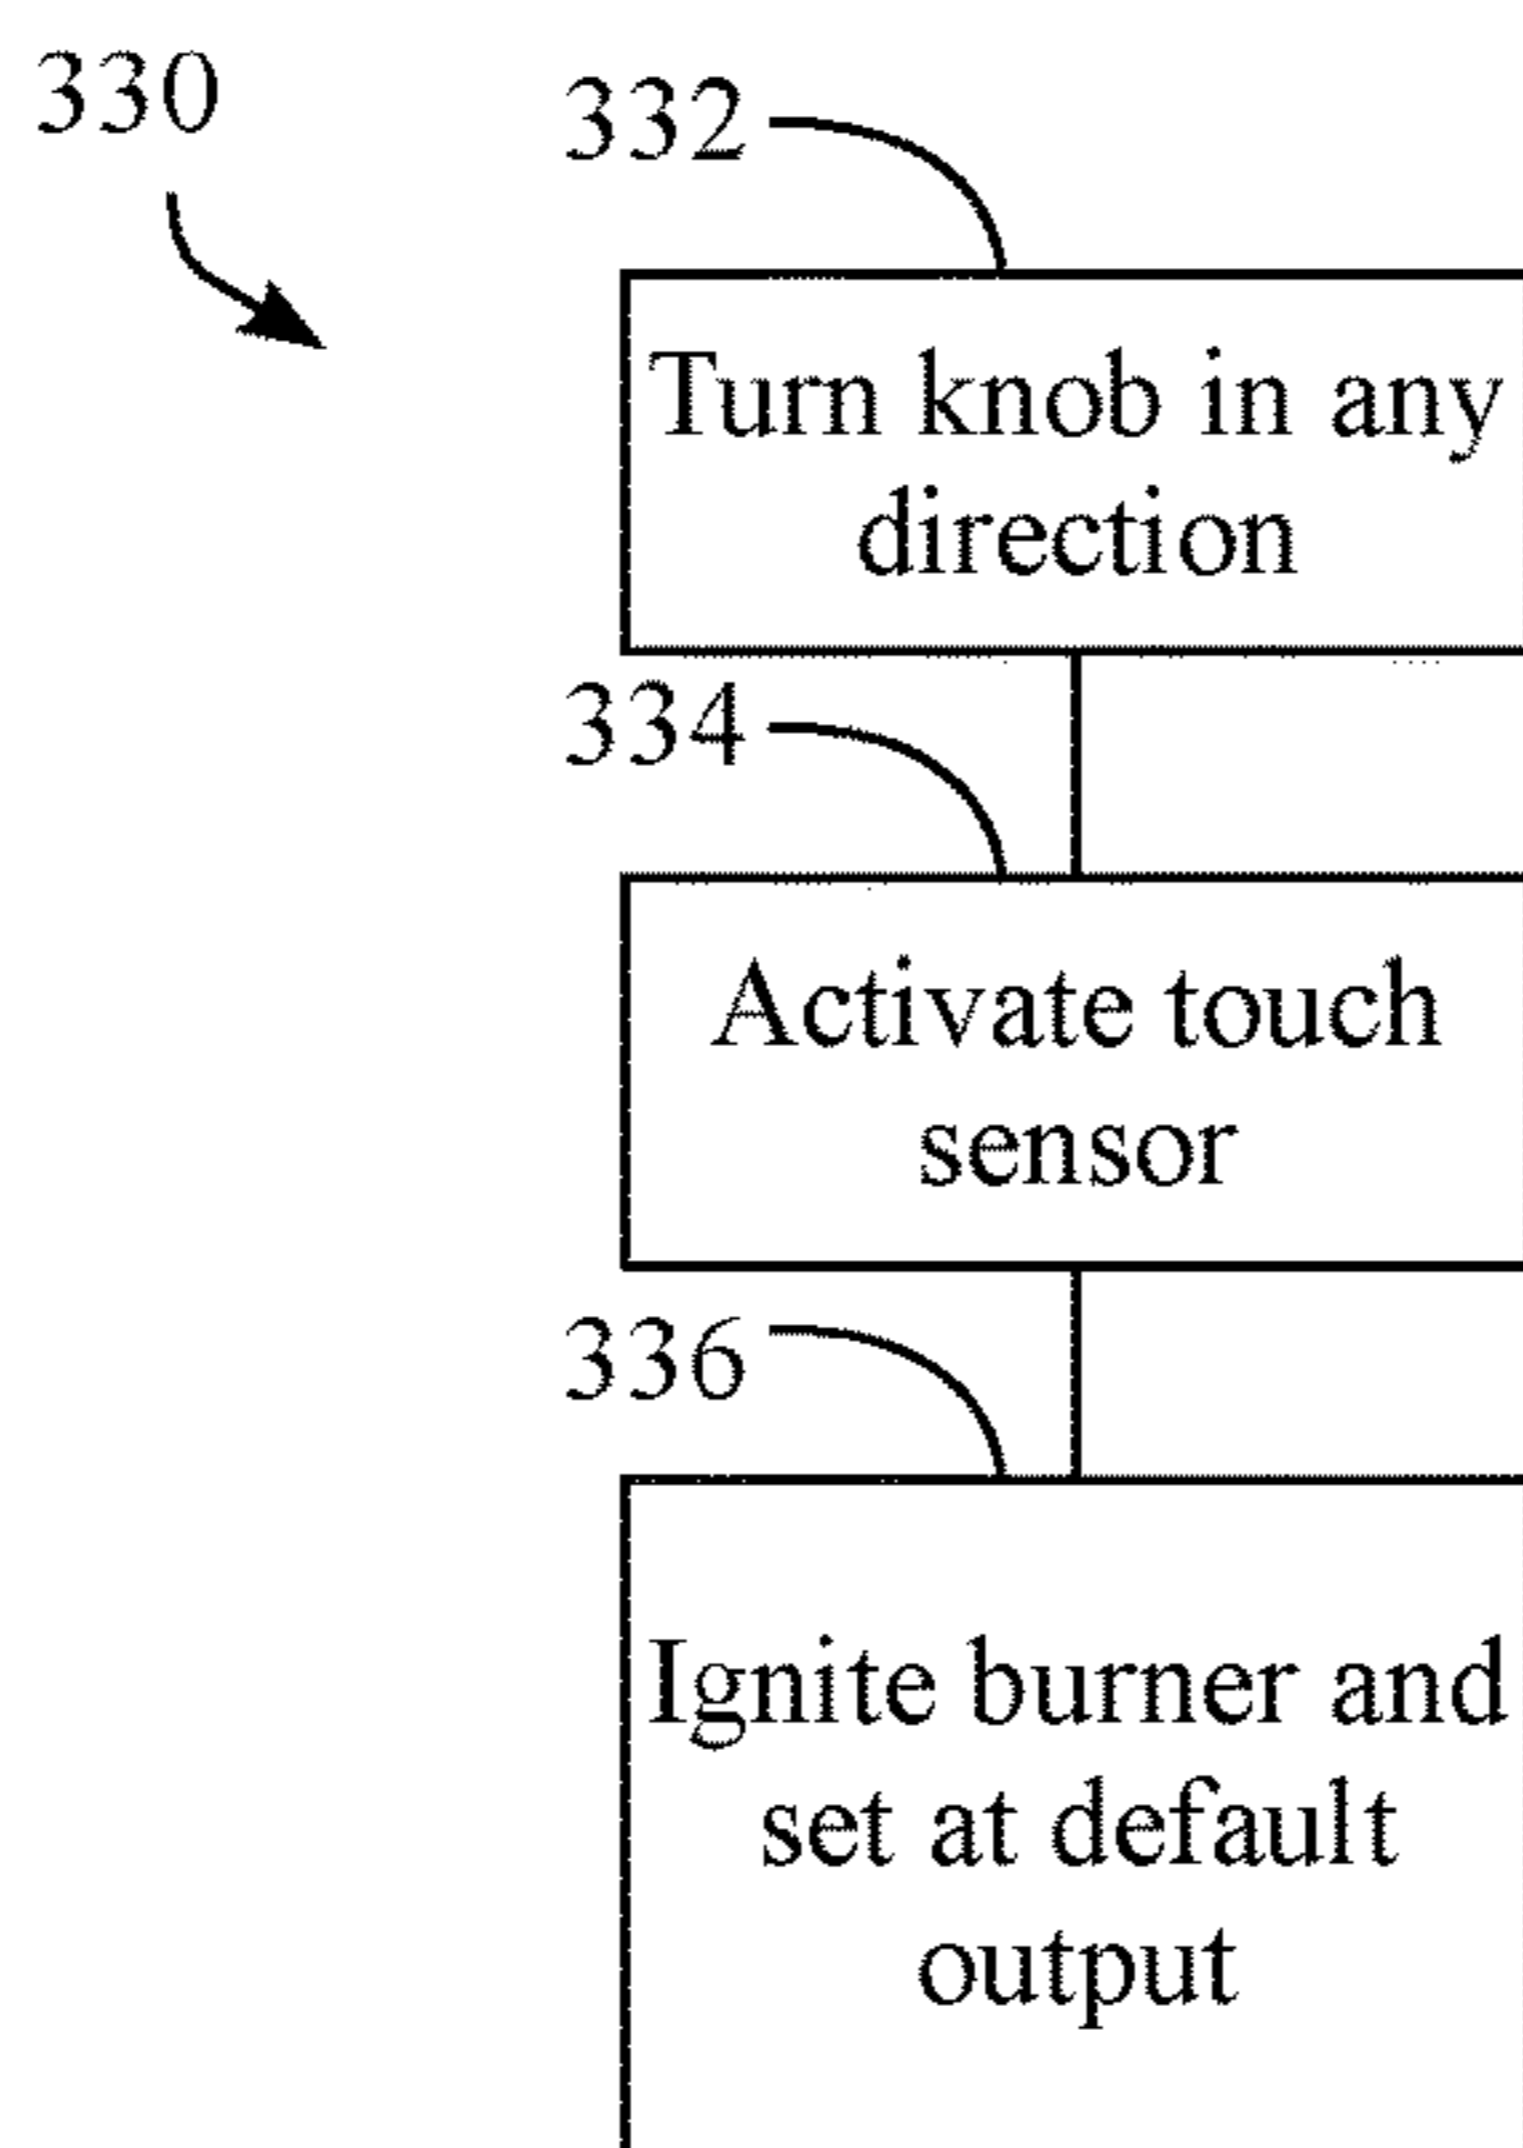 330
332
Turn knob in any
direction
334
Activate touch
sensor
336
Ignite burner and
set at default
output